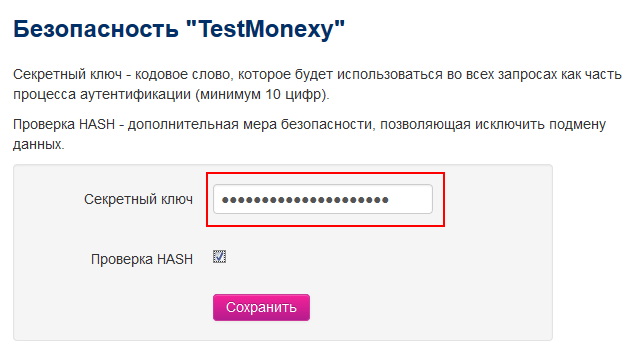 Безопасность "TestMonexy"
Секретный ключ - кодовое слово, которое будет использоваться во всех запросах как часть
процесса аутентификации (минимум 10 цифр).
Проверка HASH - дополнительная мера безопасности, позволяющая исключить подмену
данных.
Секретный ключ
Проверка HASH
Сохранить